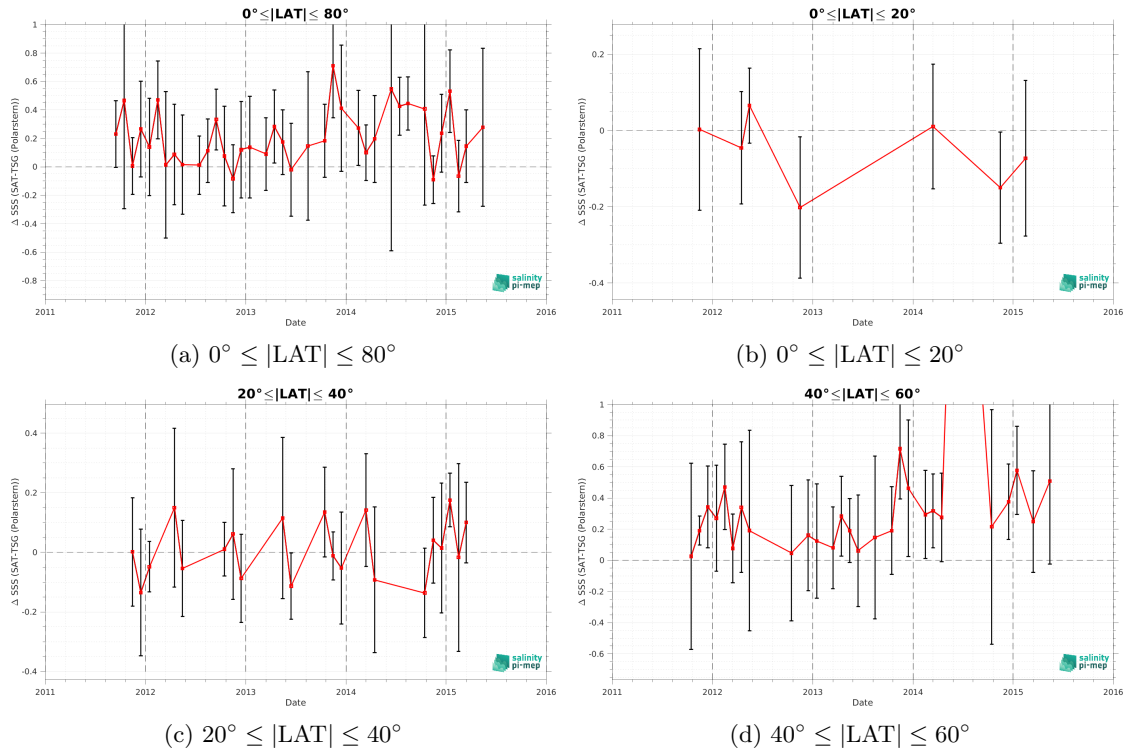 0°≤|LAT|≤ 80°
1
0.8
0.6
0.4
0.2
0
-0.2
-0.4
-0.6
-0.8
Δ SSS (SAT-TSG (Polarstern))
2011 2012 2013 2014 2015 2016
Date
salinity
pi-mep
(a) 0° ≤ |LAT| ≤ 80°
0°≤|LAT|≤ 20°
0.2
0
-0.2
-0.4
Δ SSS (SAT-TSG (Polarstern))
2011 2012 2013 2014 2015 2016
Date
salinity
pi-mep
(b) 0° ≤ |LAT| ≤ 20°
20°≤|LAT|≤ 40°
0.4
0.2
0
-0.2
-0.4
Δ SSS (SAT-TSG (Polarstern))
2011 2012 2013 2014 2015 2016
Date
salinity
pi-mep
(c) 20° ≤ |LAT| ≤ 40°
40°≤|LAT|≤ 60°
1
0.8
0.6
0.4
0.2
0
-0.2
-0.4
-0.6
Δ SSS (SAT-TSG (Polarstern))
2011 2012 2013 2014 2015 2016
Date
salinity
pi-mep
(d) 40° ≤ |LAT| ≤ 60°